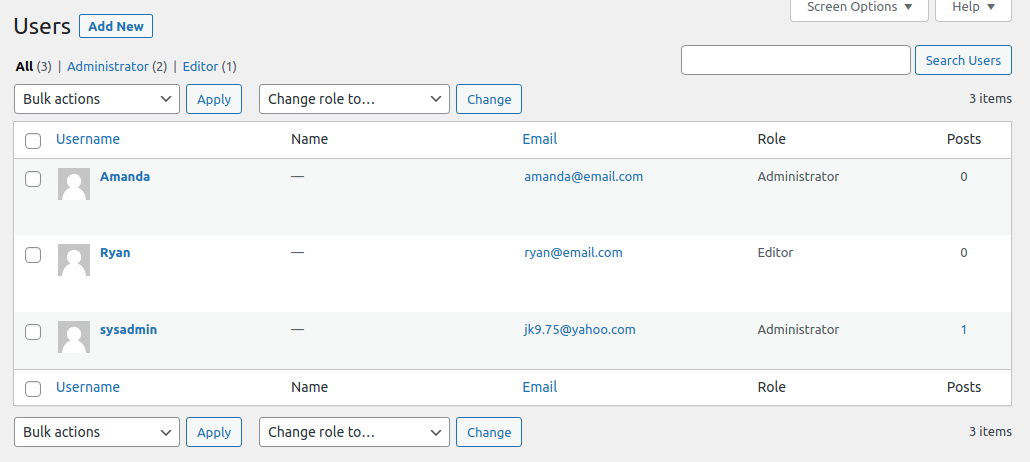 Screen Options ▼ Help ▼
Users Add New
All (3) | Administrator (2) | Editor (1)
Search Users
Bulk actions Apply Change role to… Change 3 items
Username Name Email Role Posts
Amanda — amanda@email.com Administrator 0
Ryan — ryan@email.com Editor 0
sysadmin — jk9.75@yahoo.com Administrator 1
Username Name Email Role Posts
Bulk actions Apply Change role to… Change 3 items